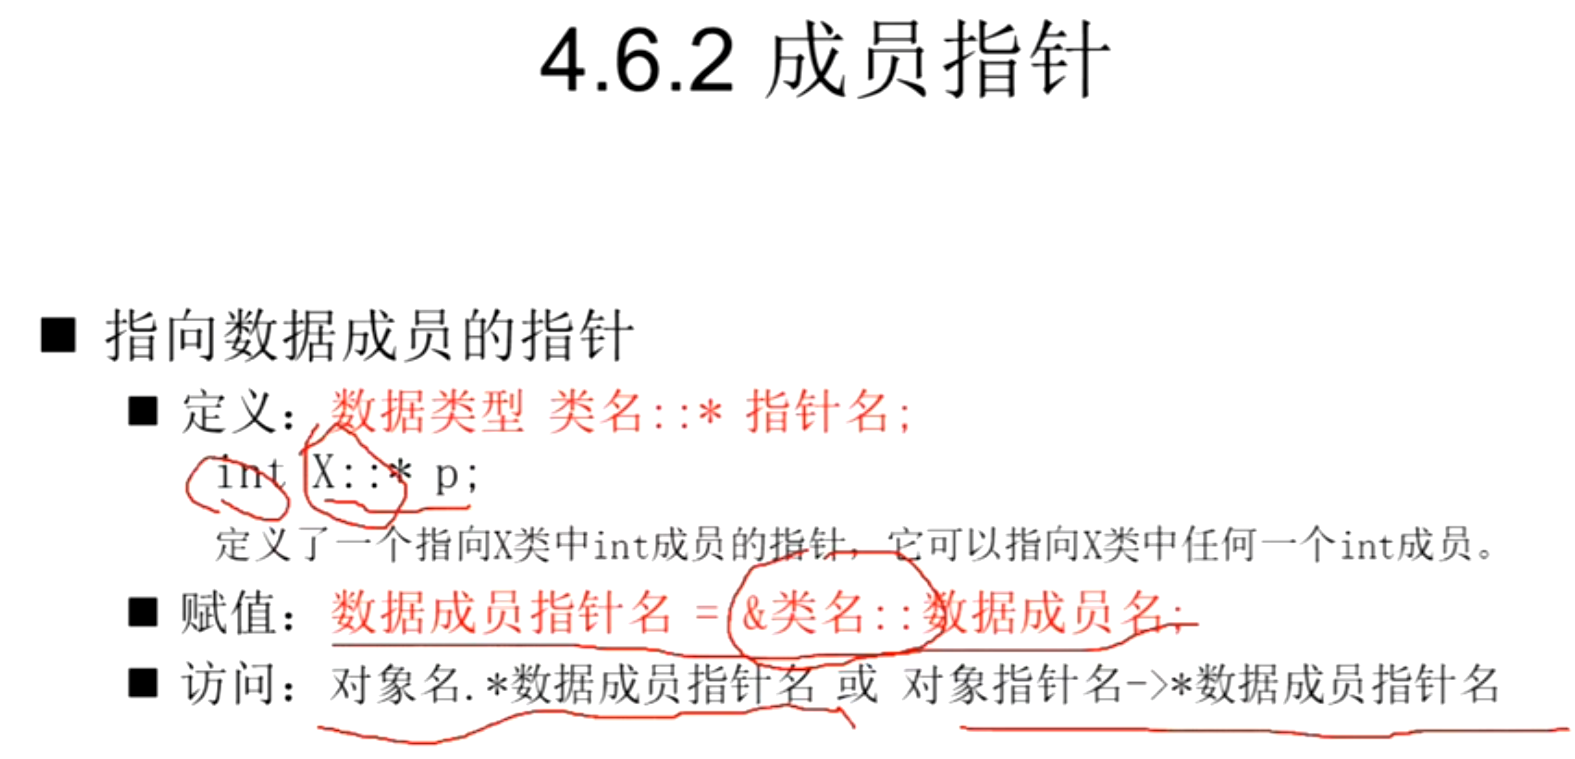 4.6.2 成员指针
■ 指向数据成员的指针
■ 定义：数据类型 类名::* 指针名;
int X::* p;
定义了一个指向X类中int成员的指针，它可以指向X类中任何一个int成员。
■ 赋值：数据成员指针名 = &类名::数据成员名;
■ 访问：对象名.*数据成员指针名 或 对象指针名->*数据成员指针名